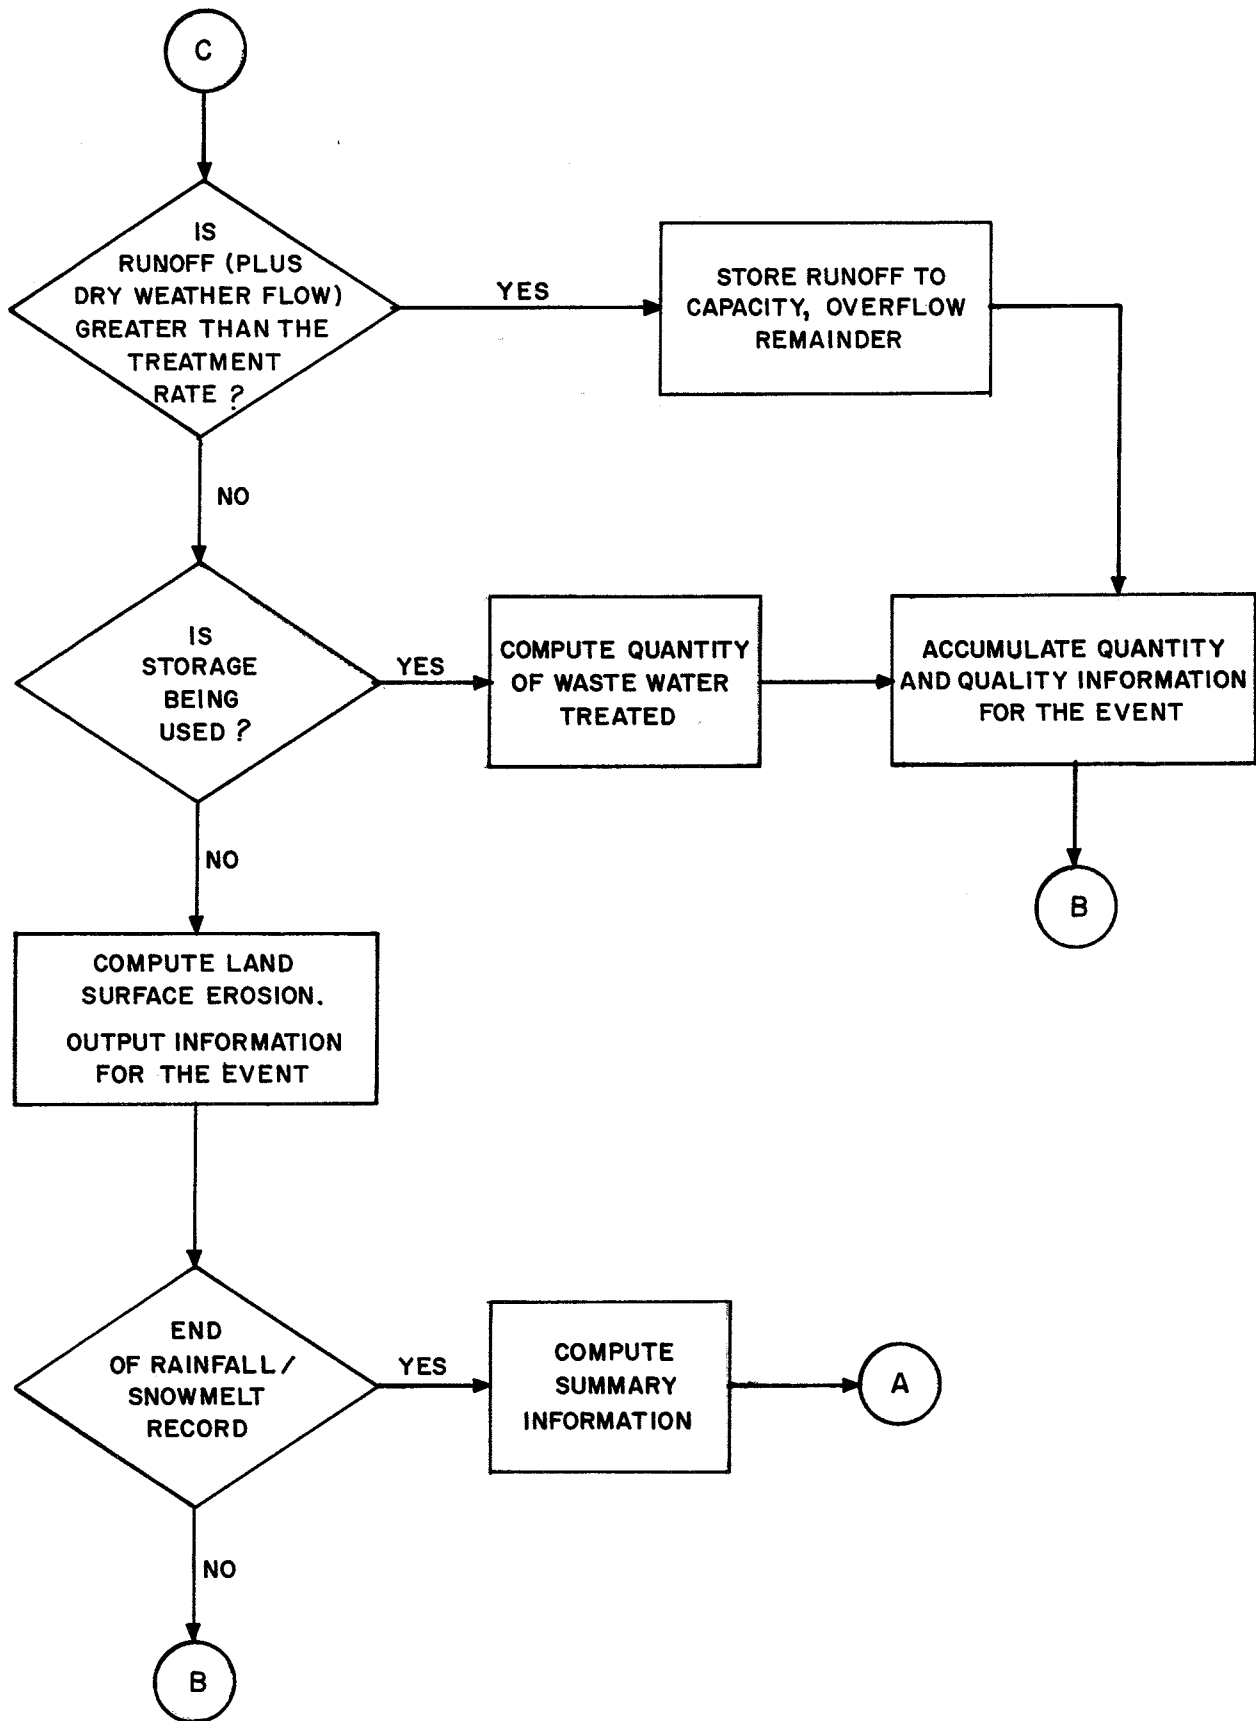 C
IS
RUNOFF (PLUS
DRY WEATHER FLOW)
GREATER THAN THE
TREATMENT
RATE ?
YES
STORE RUNOFF TO
CAPACITY, OVERFLOW
REMAINDER
NO
IS
STORAGE
BEING
USED ?
YES
COMPUTE QUANTITY
OF WASTE WATER
TREATED
ACCUMULATE QUANTITY
AND QUALITY INFORMATION
FOR THE EVENT
B
NO
COMPUTE LAND
SURFACE EROSION.
OUTPUT INFORMATION
FOR THE EVENT
END
OF RAINFALL /
SNOWMELT
RECORD
YES
COMPUTE
SUMMARY
INFORMATION
A
NO
B